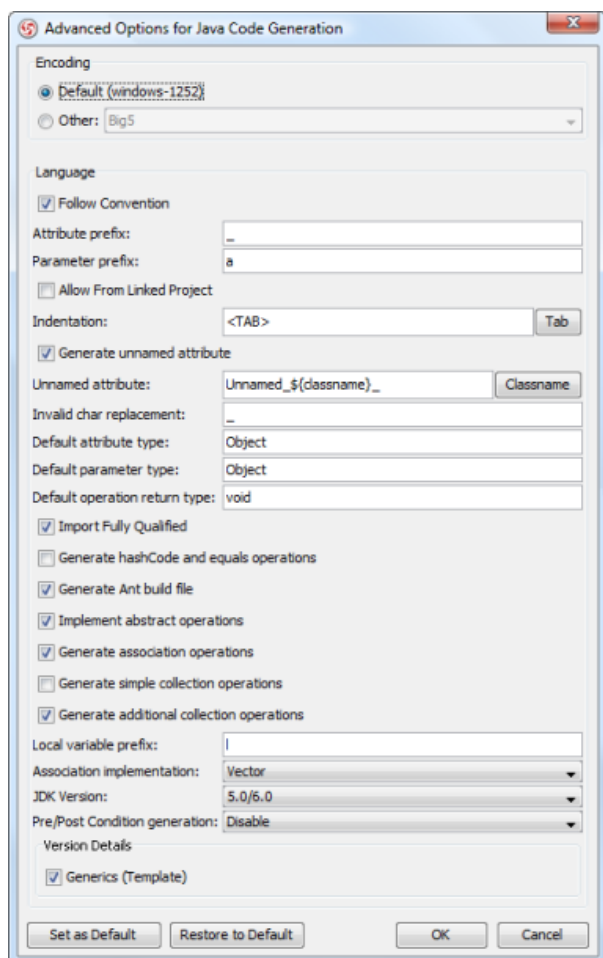 Advanced Options for Java Code Generation
Encoding
Default (windows-1252)
Other: Big5
Language
Follow Convention
Attribute prefix: _
Parameter prefix: a
Allow From Linked Project
Indentation: <TAB> Tab
Generate unnamed attribute
Unnamed attribute: Unnamed_${classname}_ Classname
Invalid char replacement: _
Default attribute type: Object
Default parameter type: Object
Default operation return type: void
Import Fully Qualified
Generate hashCode and equals operations
Generate Ant build file
Implement abstract operations
Generate association operations
Generate simple collection operations
Generate additional collection operations
Local variable prefix: l
Association implementation: Vector
JDK Version: 5.0/6.0
Pre/Post Condition generation: Disable
Version Details
Generics (Template)
Set as Default Restore to Default OK Cancel